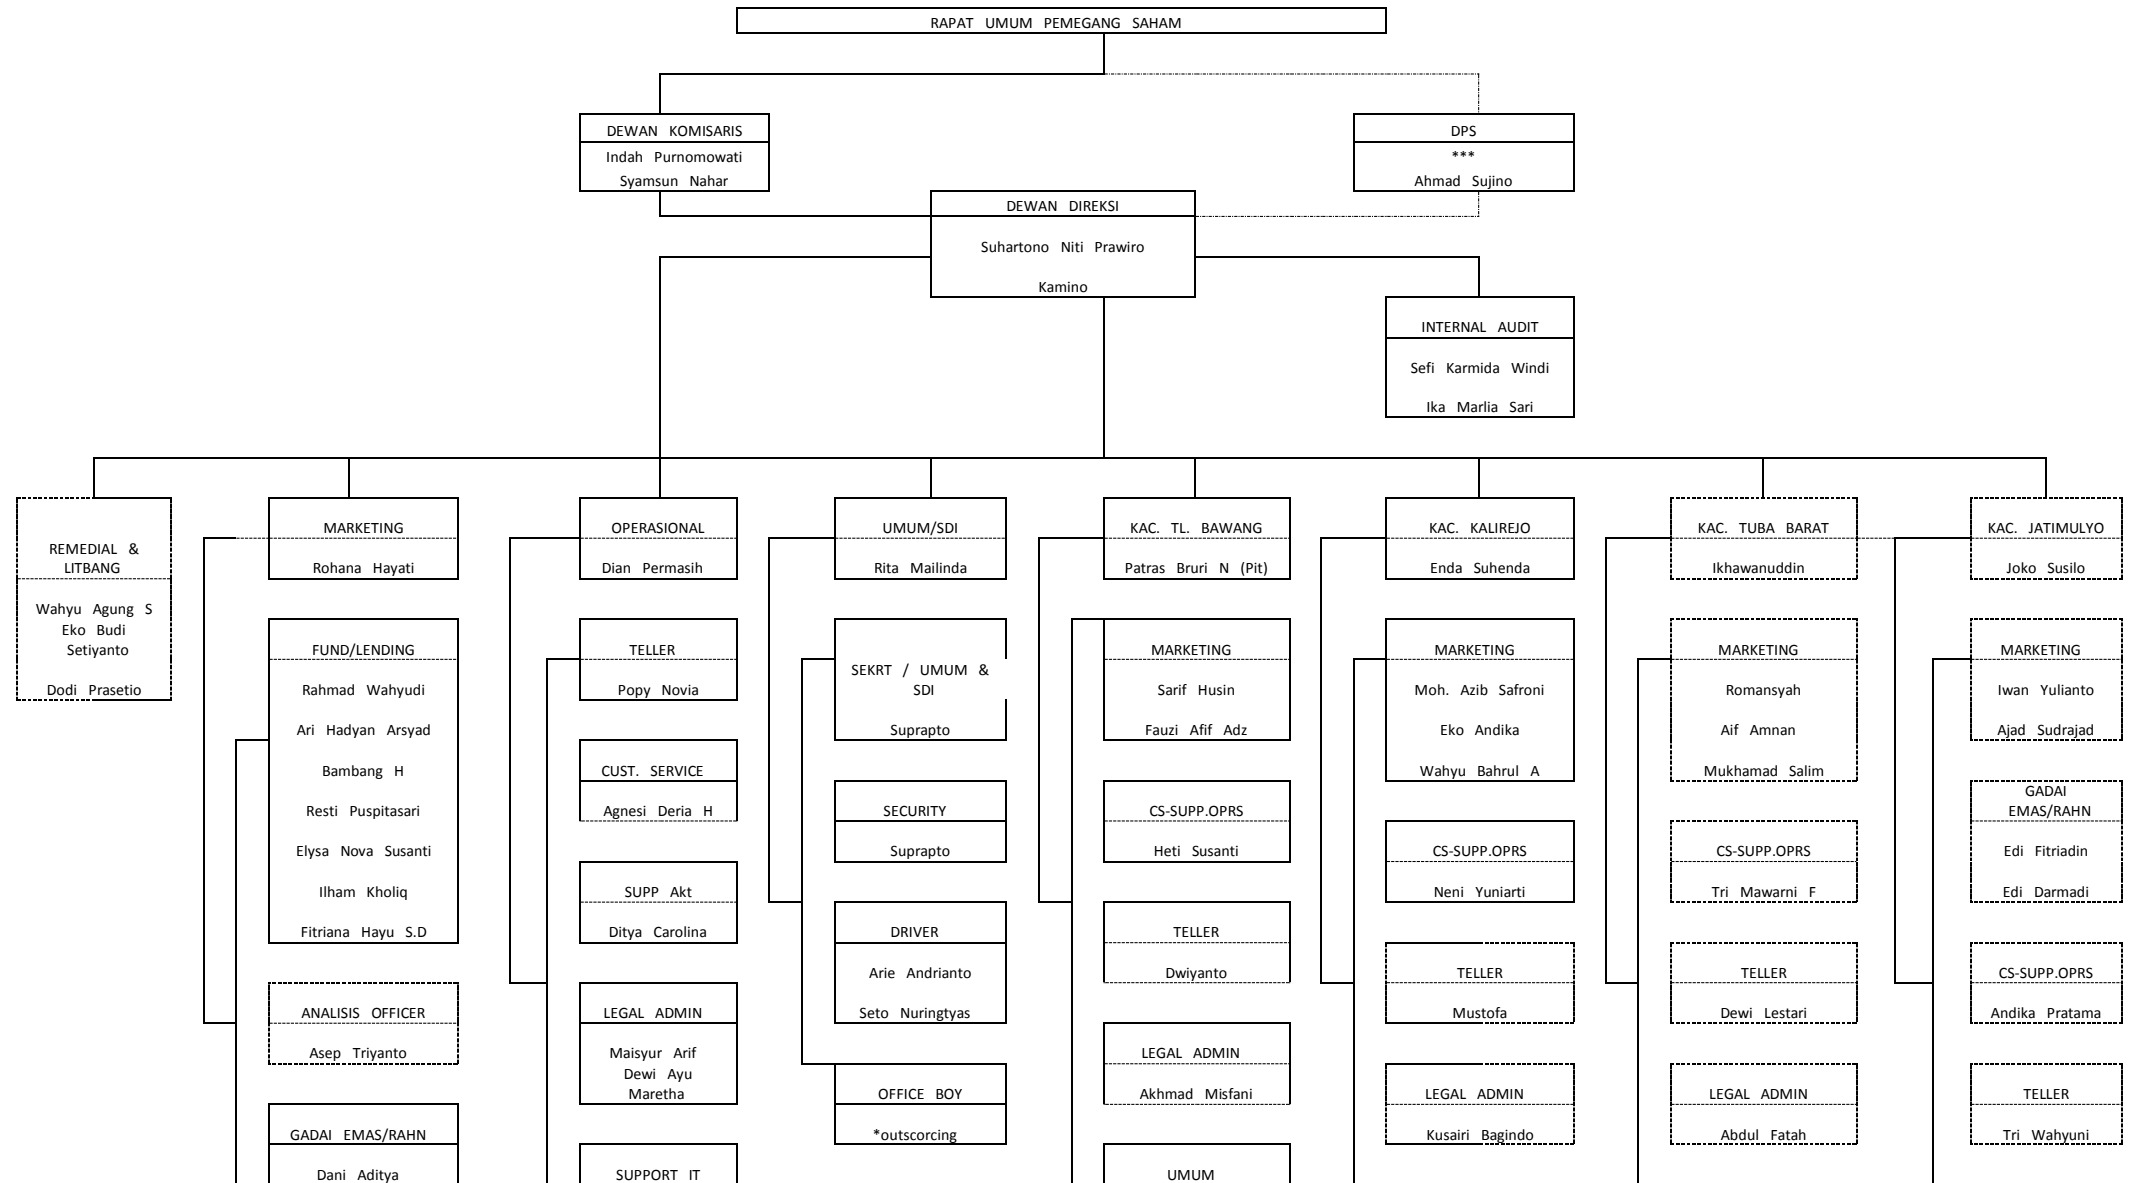 RAPAT UMUM PEMEGANG SAHAM
DEWAN KOMISARIS
Indah Purnomowati
Syamsun Nahar
DPS
***
Ahmad Sujino
DEWAN DIREKSI
Suhartono Niti Prawiro
Kamino
INTERNAL AUDIT
Sefi Karmida Windi
Ika Marlia Sari
REMEDIAL &
LITBANG
Wahyu Agung S
Eko Budi
Setiyanto
Dodi Prasetio
MARKETING
Rohana Hayati
FUND/LENDING
Rahmad Wahyudi
Ari Hadyan Arsyad
Bambang H
Resti Puspitasari
Elysa Nova Susanti
Ilham Kholiq
Fitriana Hayu S.D
ANALISIS OFFICER
Asep Triyanto
GADAI EMAS/RAHN
Dani Aditya
OPERASIONAL
Dian Permasih
TELLER
Popy Novia
CUST. SERVICE
Agnesi Deria H
SUPP Akt
Ditya Carolina
LEGAL ADMIN
Maisyur Arif
Dewi Ayu
Maretha
SUPPORT IT
UMUM/SDI
Rita Mailinda
SEKRT / UMUM &
SDI
Suprapto
SECURITY
Suprapto
DRIVER
Arie Andrianto
Seto Nuringtyas
OFFICE BOY
*outscorcing
KAC. TL. BAWANG
Patras Bruri N (Pit)
MARKETING
Sarif Husin
Fauzi Afif Adz
CS-SUPP.OPRS
Heti Susanti
TELLER
Dwiyanto
LEGAL ADMIN
Akhmad Misfani
UMUM
KAC. KALIREJO
Enda Suhenda
MARKETING
Moh. Azib Safroni
Eko Andika
Wahyu Bahrul A
CS-SUPP.OPRS
Neni Yuniarti
TELLER
Mustofa
LEGAL ADMIN
Kusairi Bagindo
KAC. TUBA BARAT
Ikhawanuddin
MARKETING
Romansyah
Aif Amnan
Mukhamad Salim
CS-SUPP.OPRS
Tri Mawarni F
TELLER
Dewi Lestari
LEGAL ADMIN
Abdul Fatah
KAC. JATIMULYO
Joko Susilo
MARKETING
Iwan Yulianto
Ajad Sudrajad
GADAI
EMAS/RAHN
Edi Fitriadin
Edi Darmadi
CS-SUPP.OPRS
Andika Pratama
TELLER
Tri Wahyuni